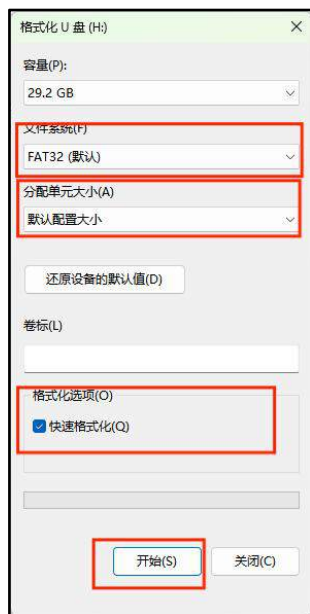 格式化 U 盘 (H:)
容量(P):
29.2 GB
文件系统(F)
FAT32 (默认)
分配单元大小(A)
默认配置大小
还原设备的默认值(D)
卷标(L)
格式化选项(O)
快速格式化(Q)
开始(S)
关闭(C)